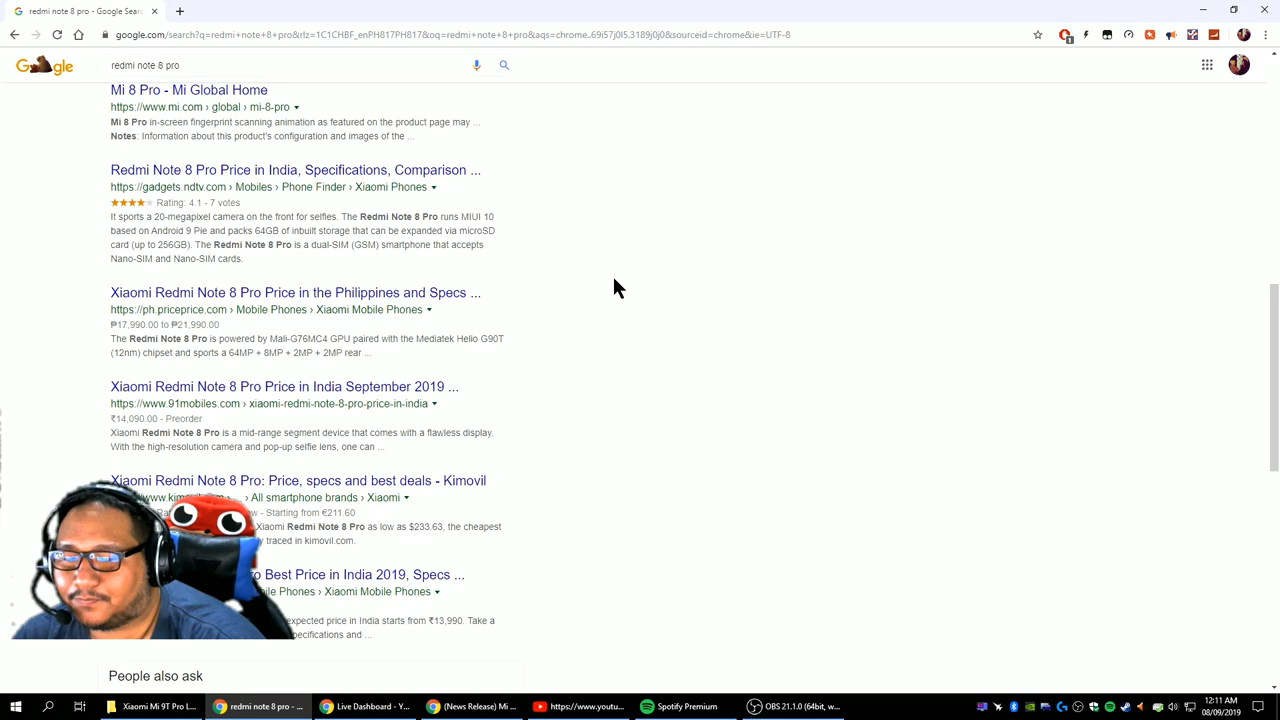 redmi note 8 pro - Google Sear
google.com/search?q=redmi+note+8+pro&rlz=1C1CHBF_enPH817PH817&oq=redmi+note+8+pro&aqs=chrome..69i57j0l5.3189j0j0&sourceid=chrome&ie=UTF-8
redmi note 8 pro
Mi 8 Pro - Mi Global Home
https://www.mi.com › global › mi-8-pro
Mi 8 Pro in-screen fingerprint scanning animation as featured on the product page may ...
Notes: Information about this product's configuration and images of the ...
Redmi Note 8 Pro Price in India, Specifications, Comparison ...
https://gadgets.ndtv.com › Mobiles › Phone Finder › Xiaomi Phones
Rating: 4.1 - 7 votes
It sports a 20-megapixel camera on the front for selfies. The Redmi Note 8 Pro runs MIUI 10
based on Android 9 Pie and packs 64GB of inbuilt storage that can be expanded via microSD
card (up to 256GB). The Redmi Note 8 Pro is a dual-SIM (GSM) smartphone that accepts
Nano-SIM and Nano-SIM cards.
Xiaomi Redmi Note 8 Pro Price in the Philippines and Specs ...
https://ph.priceprice.com › Mobile Phones › Xiaomi Mobile Phones
₱17,990.00 to ₱21,990.00
The Redmi Note 8 Pro is powered by Mali-G76MC4 GPU paired with the Mediatek Helio G90T
(12nm) chipset and sports a 64MP + 8MP + 2MP + 2MP rear ...
Xiaomi Redmi Note 8 Pro Price in India September 2019 ...
https://www.91mobiles.com › xiaomi-redmi-note-8-pro-price-in-india
₹14,090.00 - Preorder
Xiaomi Redmi Note 8 Pro is a mid-range segment device that comes with a flawless display.
With the high-resolution camera and pop-up selfie lens, one can ...
Xiaomi Redmi Note 8 Pro: Price, specs and best deals - Kimovil
› All smartphone brands › Xiaomi
- Starting from €211.60
Xiaomi Redmi Note 8 Pro as low as $233.63, the cheapest
traced in kimovil.com.
Best Price in India 2019, Specs ...
Phones › Xiaomi Mobile Phones
expected price in India starts from ₹13,990. Take a
and ...
People also ask
Xiaomi Mi 9T Pro L...
redmi note 8 pro - ...
Live Dashboard - Y...
(News Release) Mi ...
https://www.youtu...
Spotify Premium
OBS 21.1.0 (64bit, w...
12:11 AM
08/09/2019